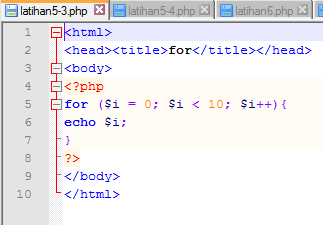 latihan5-3.php latihan5-4.php latihan6.php
1 <html>
2 <head><title>for</title></head>
3 <body>
4 <?php
5 for ($i = 0; $i < 10; $i++){
6 echo $i;
7 }
8 ?>
9 </body>
10 </html>